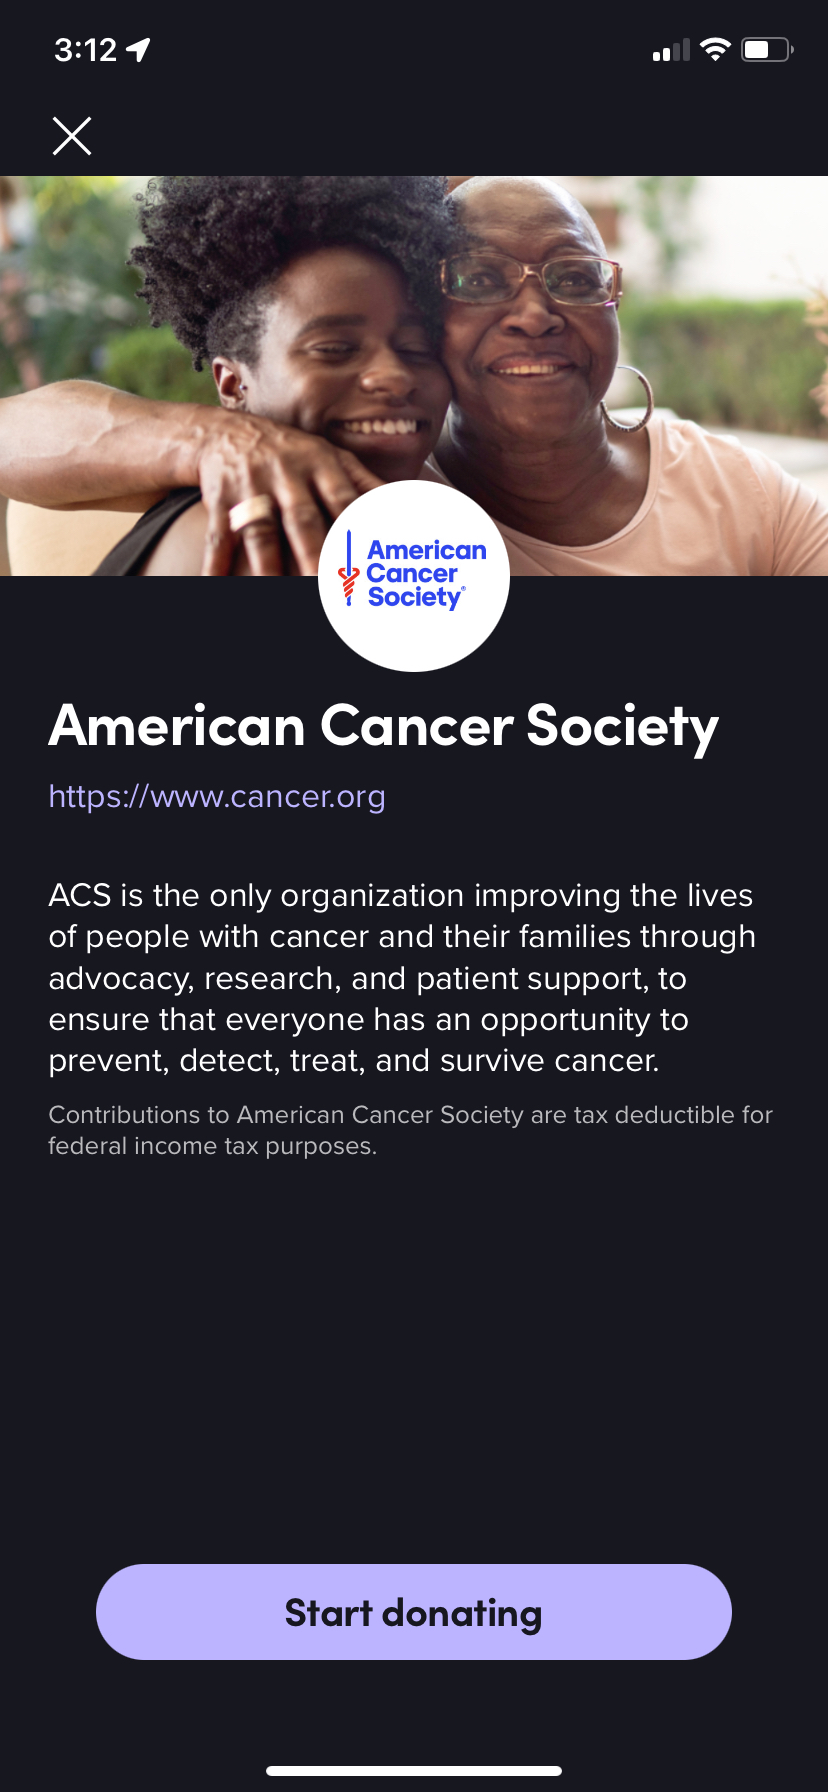 3:12
American
Cancer
Society®
American Cancer Society
https://www.cancer.org
ACS is the only organization improving the lives
of people with cancer and their families through
advocacy, research, and patient support, to
ensure that everyone has an opportunity to
prevent, detect, treat, and survive cancer.
Contributions to American Cancer Society are tax deductible for
federal income tax purposes.
Start donating